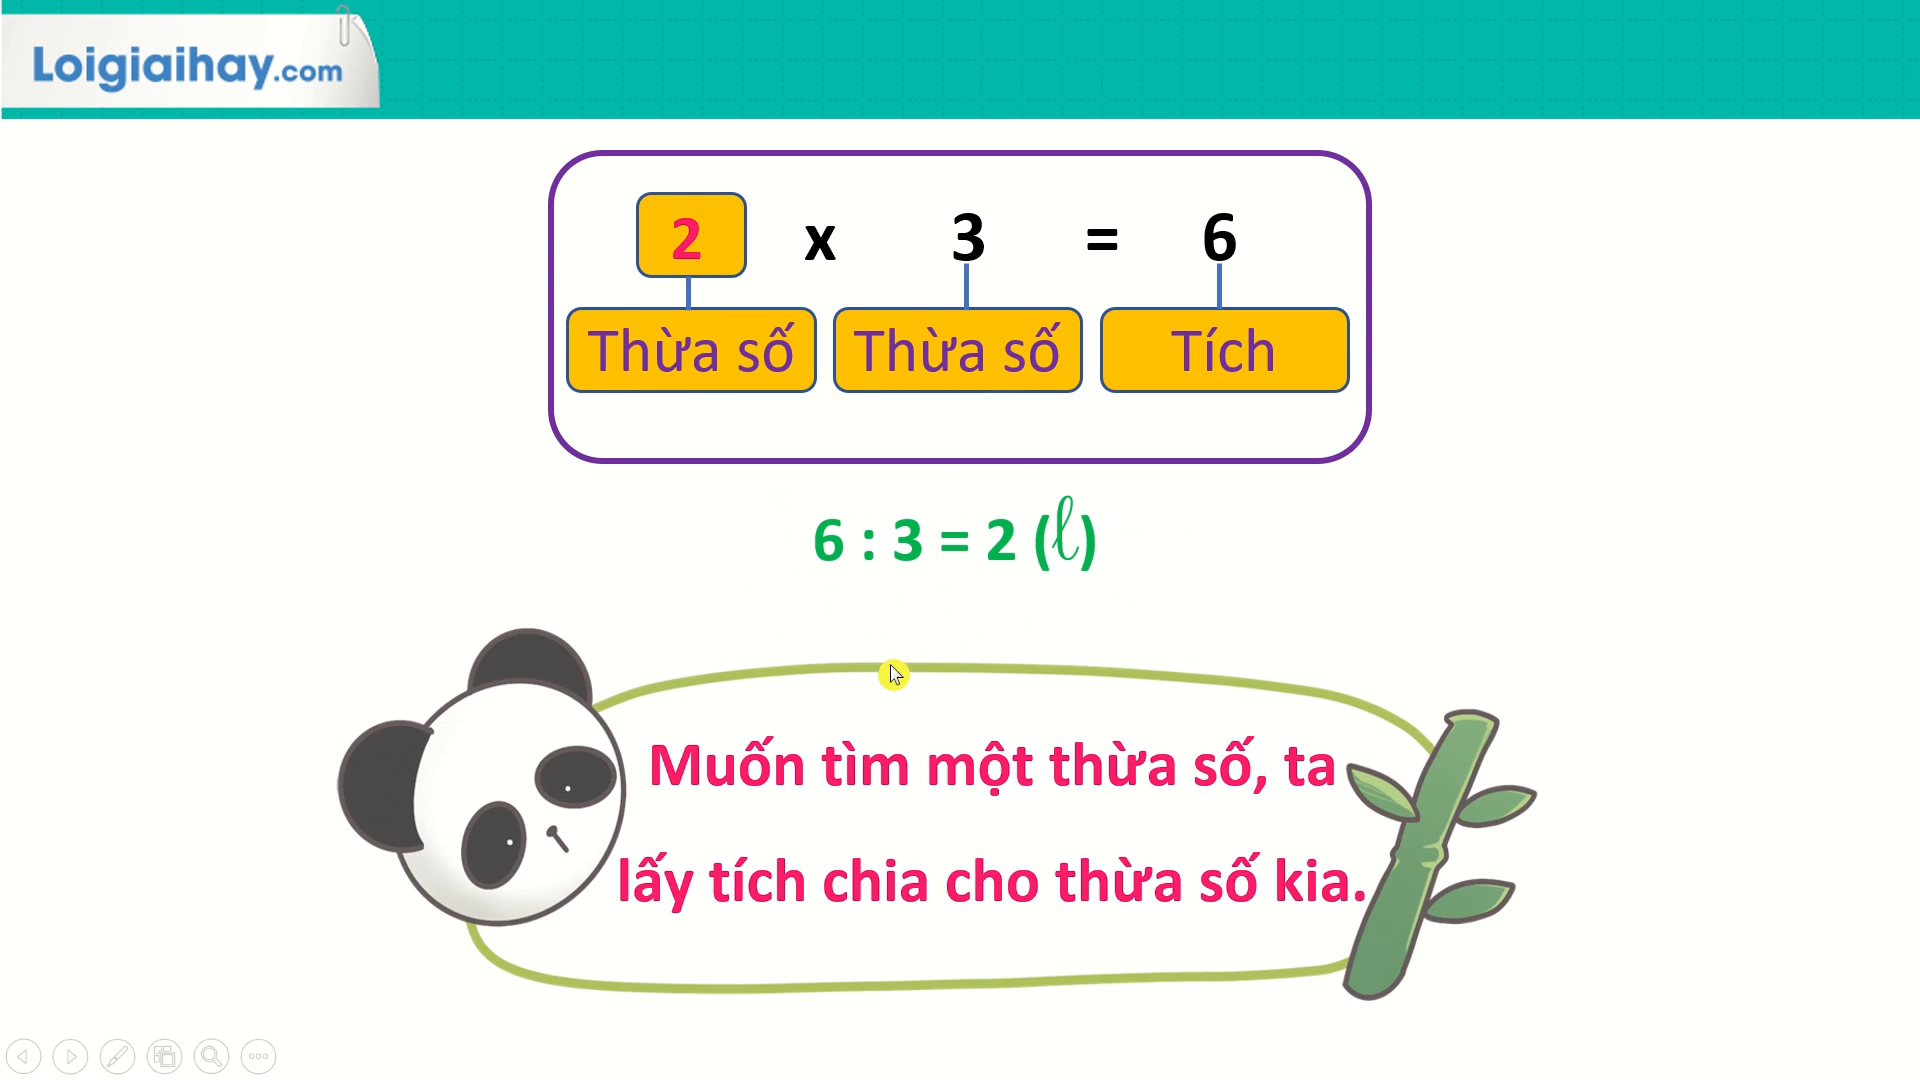 Loigiaihay.com
2 x 3 = 6
Thừa số Thừa số Tích
6 : 3 = 2 (ℓ)
Muốn tìm một thừa số, ta
lấy tích chia cho thừa số kia.